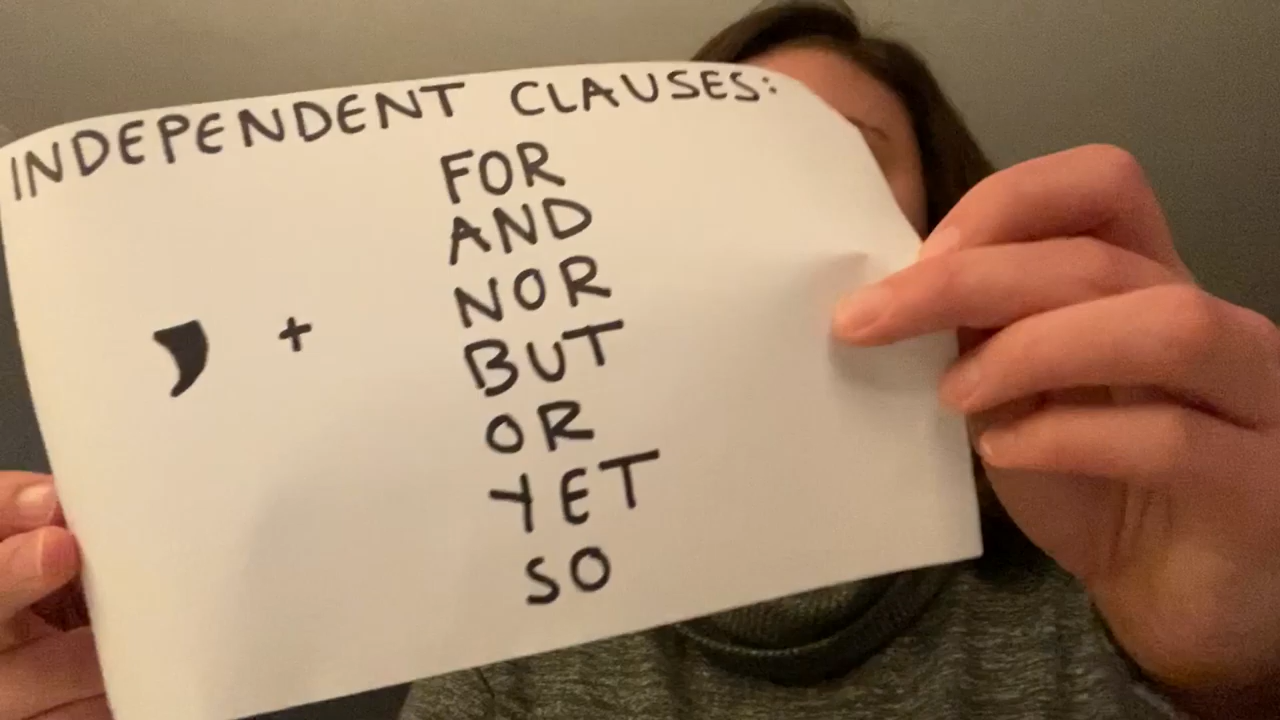 INDEPENDENT CLAUSES:
FOR
AND
NOR
, + BUT
OR
YET
SO